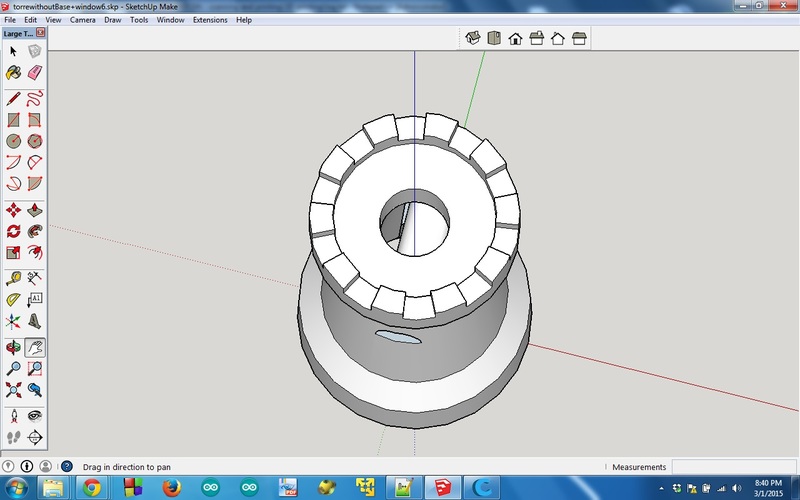 torrewithoutBase+window6.skp - SketchUp Make
File Edit View Camera Draw Tools Window Extensions Help
Large T...
A1
Drag in direction to pan
Measurements
8:40 PM
3/1/2015